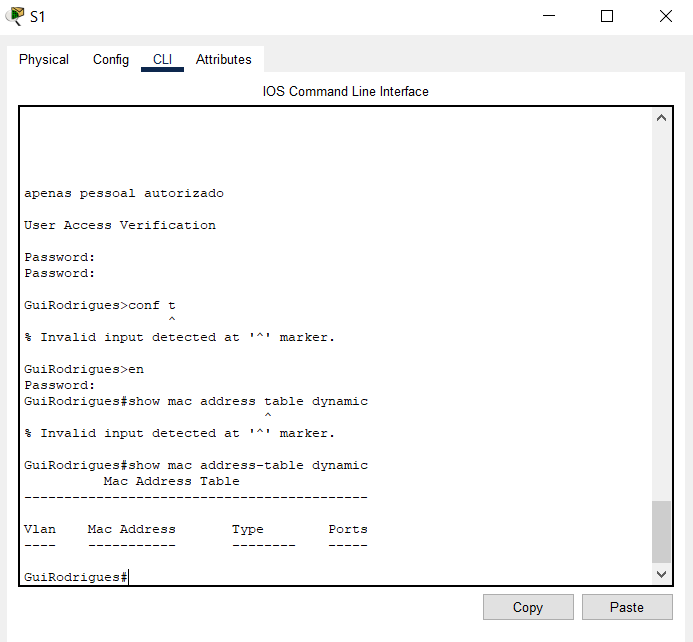 S1
Physical Config CLI Attributes
IOS Command Line Interface
apenas pessoal autorizado
User Access Verification
Password:
Password:
GuiRodrigues>conf t
^
% Invalid input detected at '^' marker.
GuiRodrigues>en
Password:
GuiRodrigues#show mac address table dynamic
^
% Invalid input detected at '^' marker.
GuiRodrigues#show mac address-table dynamic
Mac Address Table
-------------------------------------------
Vlan Mac Address Type Ports
---- ----------- -------- -----
GuiRodrigues#
Copy Paste